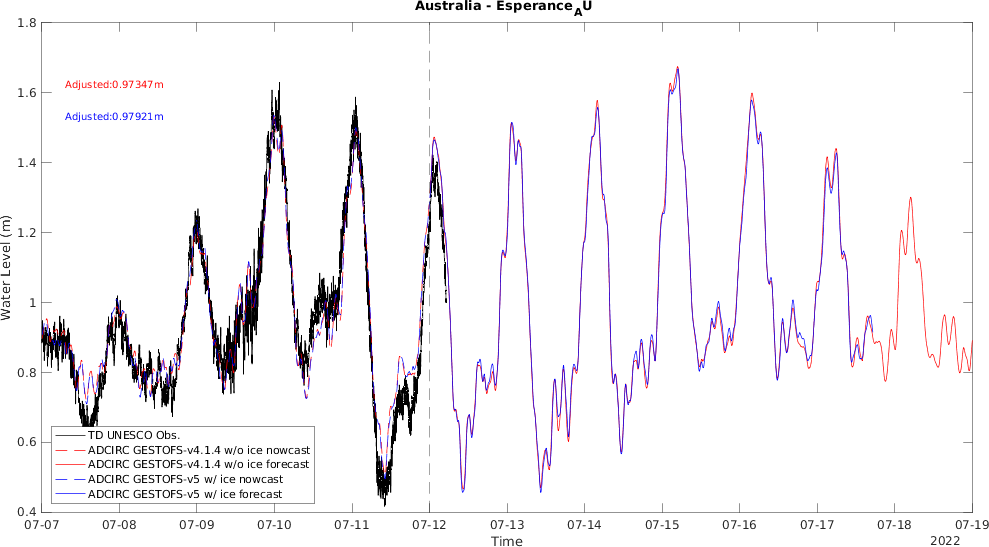 Australia - Esperance_AU
Adjusted:0.97347m
Adjusted:0.97921m
Water Level (m)
1.8
1.6
1.4
1.2
1
0.8
0.6
0.4
TD UNESCO Obs.
ADCIRC GESTOFS-v4.1.4 w/o ice nowcast
ADCIRC GESTOFS-v4.1.4 w/o ice forecast
ADCIRC GESTOFS-v5 w/ ice nowcast
ADCIRC GESTOFS-v5 w/ ice forecast
07-07 07-08 07-09 07-10 07-11 07-12 07-13 07-14 07-15 07-16 07-17 07-18 07-19
Time
2022